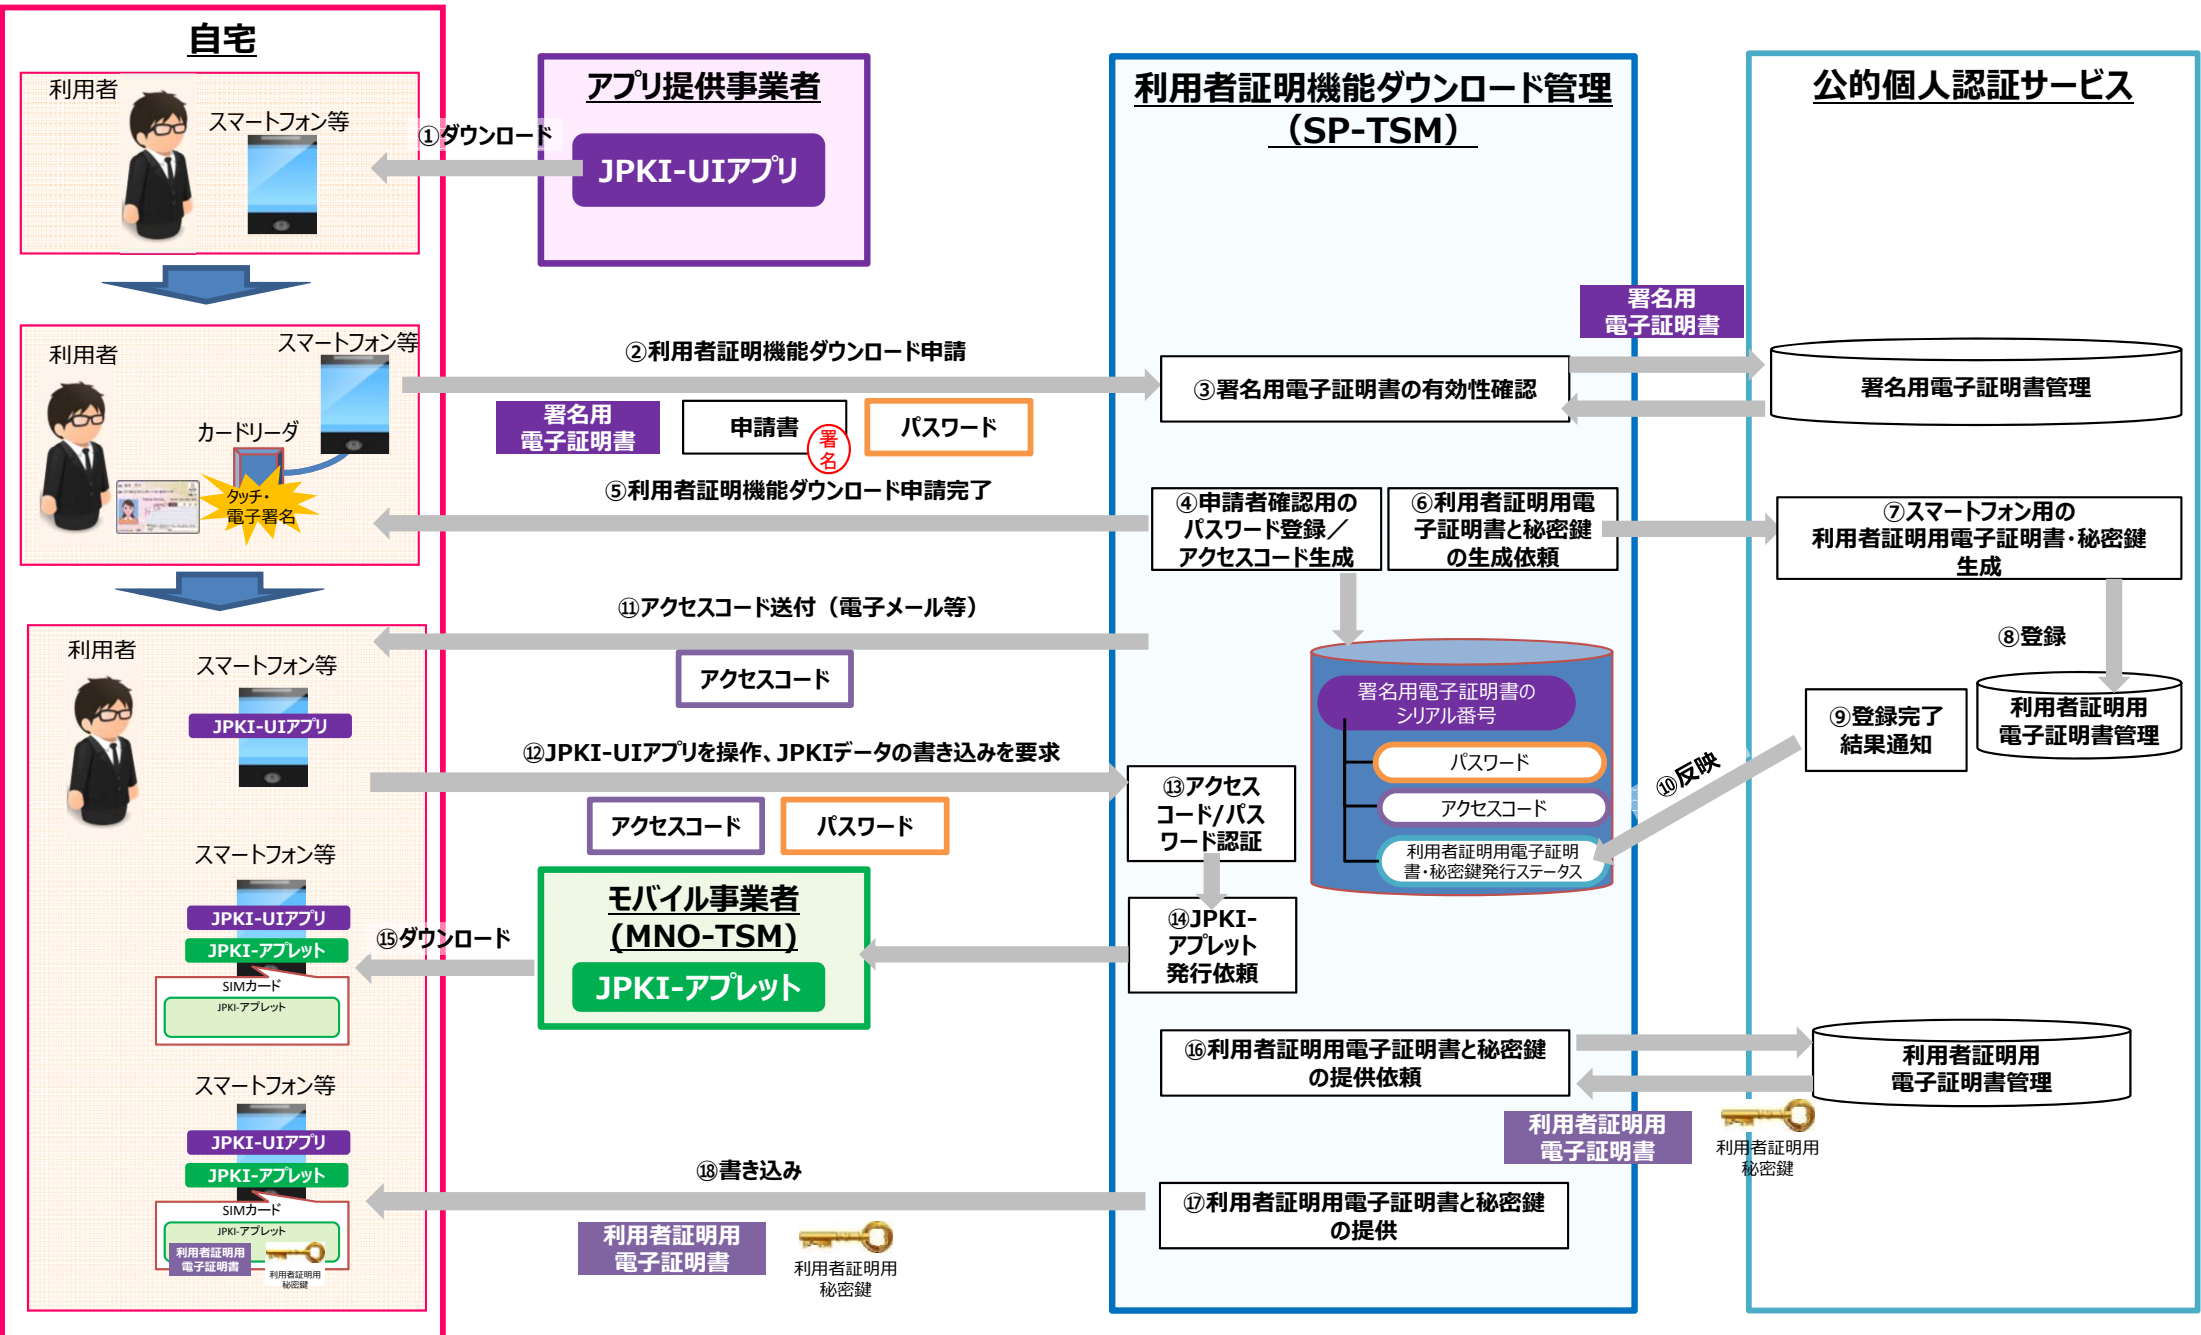 自宅
利用者
スマートフォン等
①ダウンロード
アプリ提供事業者
JPKI-UIアプリ
利用者証明機能ダウンロード管理
（SP-TSM）
公的個人認証サービス
利用者
スマートフォン等
カードリーダ
タッチ・
電子署名
②利用者証明機能ダウンロード申請
署名用
電子証明書
申請書
署
名
パスワード
③署名用電子証明書の有効性確認
署名用
電子証明書
署名用電子証明書管理
⑤利用者証明機能ダウンロード申請完了
④申請者確認用の
パスワード登録／
アクセスコード生成
⑥利用者証明用電
子証明書と秘密鍵
の生成依頼
⑦スマートフォン用の
利用者証明用電子証明書・秘密鍵
生成
⑧登録
利用者証明用
電子証明書管理
⑨登録完了
結果通知
⑩反映
署名用電子証明書の
シリアル番号
パスワード
アクセスコード
利用者証明用電子証明
書・秘密鍵発行ステータス
⑪アクセスコード送付（電子メール等）
アクセスコード
利用者
スマートフォン等
JPKI-UIアプリ
⑫JPKI-UIアプリを操作、JPKIデータの書き込みを要求
アクセスコード
パスワード
⑬アクセス
コード/パス
ワード認証
⑭JPKI-
アプレット
発行依頼
モバイル事業者
(MNO-TSM)
JPKI-アプレット
⑮ダウンロード
スマートフォン等
JPKI-UIアプリ
JPKI-アプレット
SIMカード
JPKI-アプレット
⑯利用者証明用電子証明書と秘密鍵
の提供依頼
利用者証明用
電子証明書管理
利用者証明用
電子証明書
利用者証明用
秘密鍵
⑰利用者証明用電子証明書と秘密鍵
の提供
⑱書き込み
利用者証明用
電子証明書
利用者証明用
秘密鍵
スマートフォン等
JPKI-UIアプリ
JPKI-アプレット
SIMカード
JPKI-アプレット
利用者証明用
電子証明書
利用者証明用
秘密鍵